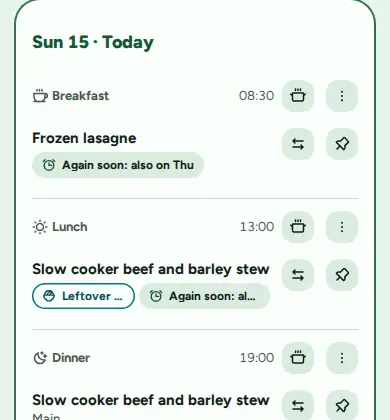 Sun 15 · Today
Breakfast 08:30
Frozen lasagne
Again soon: also on Thu
Lunch 13:00
Slow cooker beef and barley stew
Leftover ... Again soon: al...
Dinner 19:00
Slow cooker beef and barley stew
Main